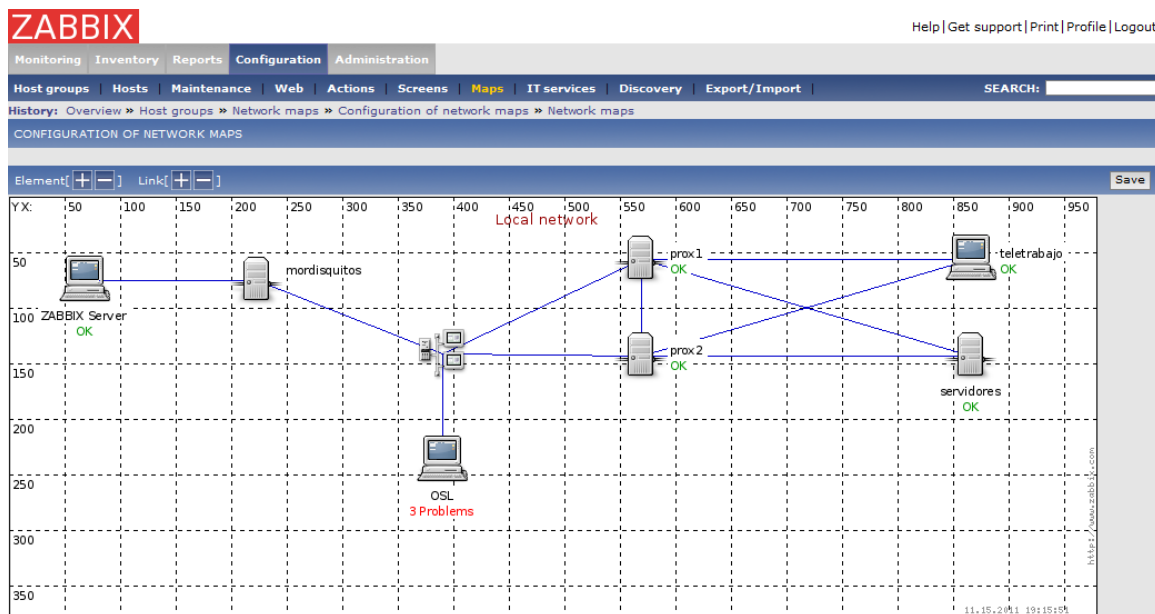 ZABBIX
Help|Get support|Print|Profile|Logout
Monitoring Inventory Reports Configuration Administration
Host groups | Hosts | Maintenance | Web | Actions | Screens | Maps | IT services | Discovery | Export/Import | SEARCH:
History: Overview » Host groups » Network maps » Configuration of network maps » Network maps
CONFIGURATION OF NETWORK MAPS
Element[ + − ] Link[ + − ] Save
Y X: 50 100 150 200 250 300 350 400 450 500 550 600 650 700 750 800 850 900 950
Local network
50
100
150
200
250
300
350
ZABBIX Server
OK
mordisquitos
prox1
OK
teletrabajo
OK
prox2
OK
servidores
OK
OSL
3 Problems
http://www.zabbix.com
11.15.2011 19:15:51